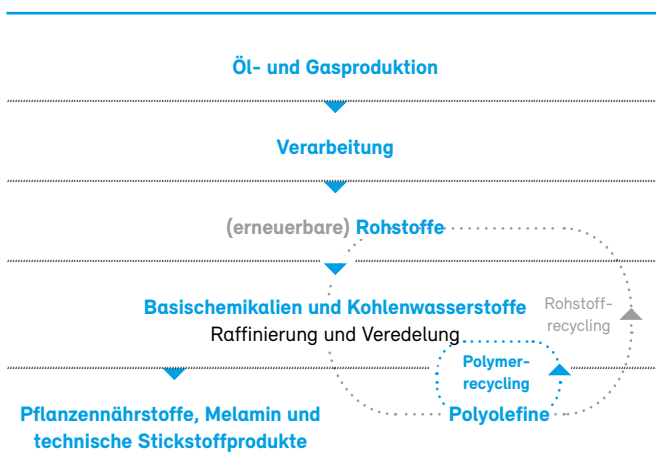 Öl- und Gasproduktion
Verarbeitung
(erneuerbare) Rohstoffe
Basischemikalien und Kohlenwasserstoffe
Raffinierung und Veredelung
Rohstoff-
recycling
Polymer-
recycling
Pflanzennährstoffe, Melamin und
technische Stickstoffprodukte
Polyolefine